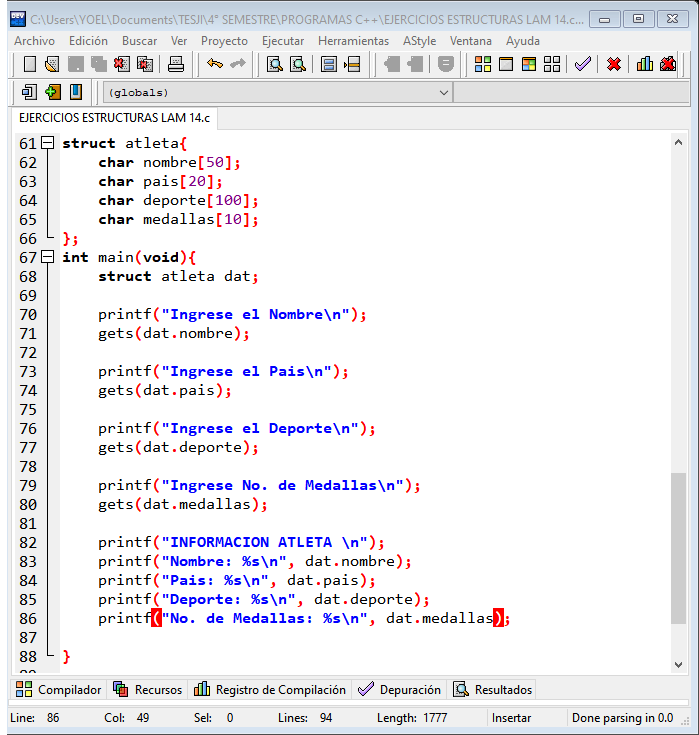 DEV
C:\Users\YOEL\Documents\TESJI\4° SEMESTRE\PROGRAMAS C++\EJERCICIOS ESTRUCTURAS LAM 14.c...
Archivo Edición Buscar Ver Proyecto Ejecutar Herramientas AStyle Ventana Ayuda
(globals)
EJERCICIOS ESTRUCTURAS LAM 14.c
61 struct atleta{
62 char nombre[50];
63 char pais[20];
64 char deporte[100];
65 char medallas[10];
66 };
67 int main(void){
68 struct atleta dat;
69
70 printf("Ingrese el Nombre\n");
71 gets(dat.nombre);
72
73 printf("Ingrese el Pais\n");
74 gets(dat.pais);
75
76 printf("Ingrese el Deporte\n");
77 gets(dat.deporte);
78
79 printf("Ingrese No. de Medallas\n");
80 gets(dat.medallas);
81
82 printf("INFORMACION ATLETA \n");
83 printf("Nombre: %s\n", dat.nombre);
84 printf("Pais: %s\n", dat.pais);
85 printf("Deporte: %s\n", dat.deporte);
86 printf("No. de Medallas: %s\n", dat.medallas);
87
88 }
Compilador Recursos Registro de Compilación Depuración Resultados
Line: 86 Col: 49 Sel: 0 Lines: 94 Length: 1777 Insertar Done parsing in 0.0